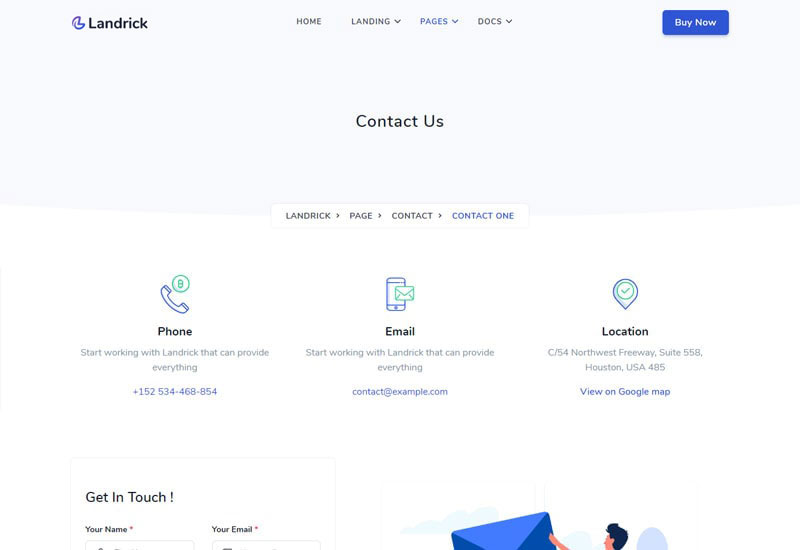 Landrick
HOME LANDING PAGES DOCS
Buy Now
Contact Us
LANDRICK > PAGE > CONTACT > CONTACT ONE
Phone
Start working with Landrick that can provide
everything
+152 534-468-854
Email
Start working with Landrick that can provide
everything
contact@example.com
Location
C/54 Northwest Freeway, Suite 558,
Houston, USA 485
View on Google map
Get In Touch !
Your Name *
Your Email *